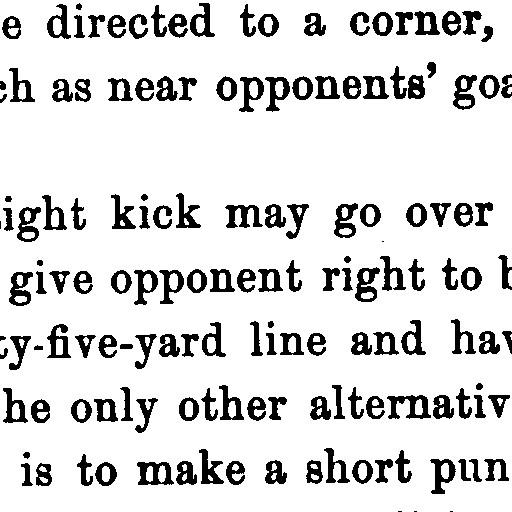 e directed to a corner,
ch as near opponents' goa
ight kick may go over
give opponent right to b
ty-five-yard line and hav
he only other alternativ
is to make a short pun